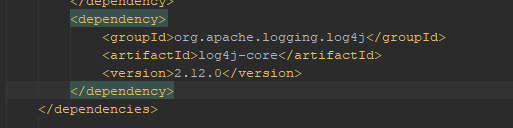 </dependency>
<dependency>
<groupId>org.apache.logging.log4j</groupId>
<artifactId>log4j-core</artifactId>
<version>2.12.0</version>
</dependency>
</dependencies>